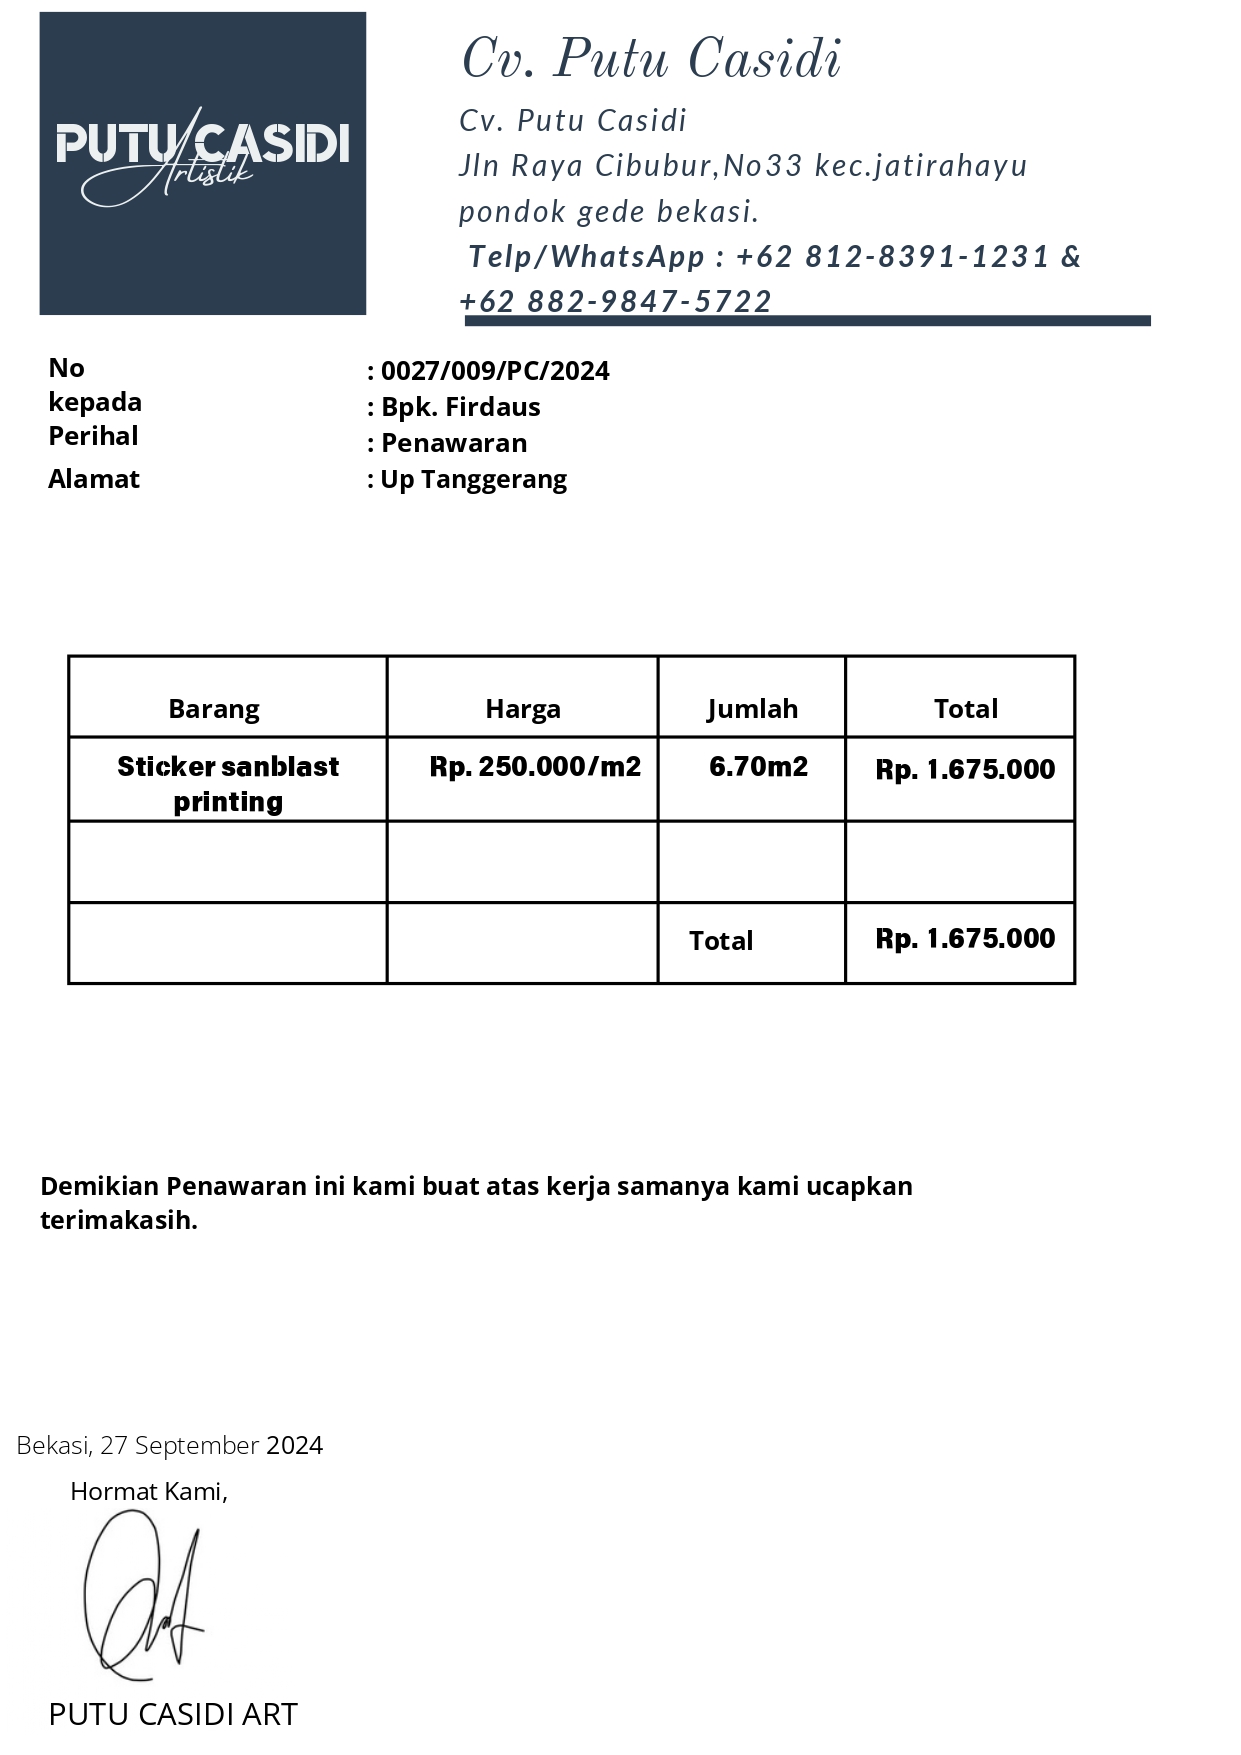 PUTU CASIDI
Artistik
Cv. Putu Casidi
Cv. Putu Casidi
Jln Raya Cibubur,No33 kec.jatirahayu
pondok gede bekasi.
Telp/WhatsApp : +62 812-8391-1231 &
+62 882-9847-5722
No : 0027/009/PC/2024
kepada : Bpk. Firdaus
Perihal : Penawaran
Alamat : Up Tanggerang
Barang Harga Jumlah Total
Sticker sanblast Rp. 250.000/m2 6.70m2 Rp. 1.675.000
printing
Total Rp. 1.675.000
Demikian Penawaran ini kami buat atas kerja samanya kami ucapkan
terimakasih.
Bekasi, 27 September 2024
Hormat Kami,
PUTU CASIDI ART